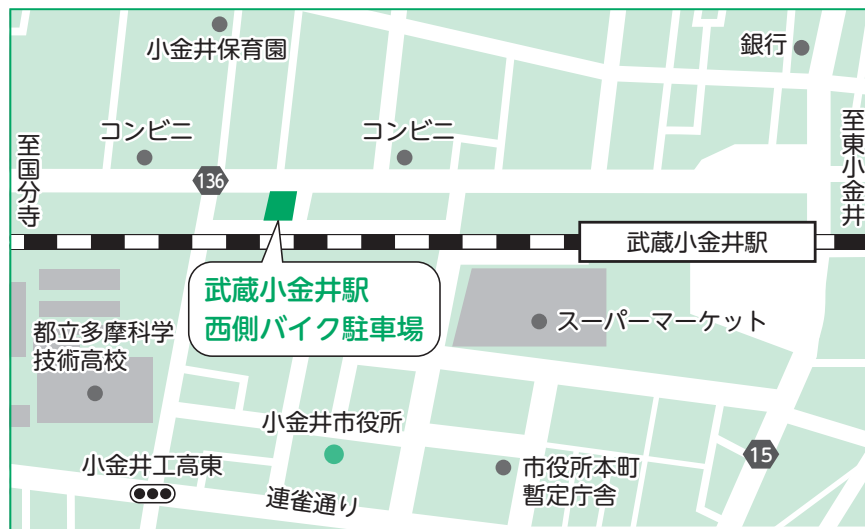 小金井保育園
銀行
コンビニ
コンビニ
至国分寺
至東小金井
136
武蔵小金井駅
武蔵小金井駅
西側バイク駐車場
スーパーマーケット
都立多摩科学
技術高校
小金井市役所
15
小金井工高東
市役所本町
暫定庁舎
連雀通り